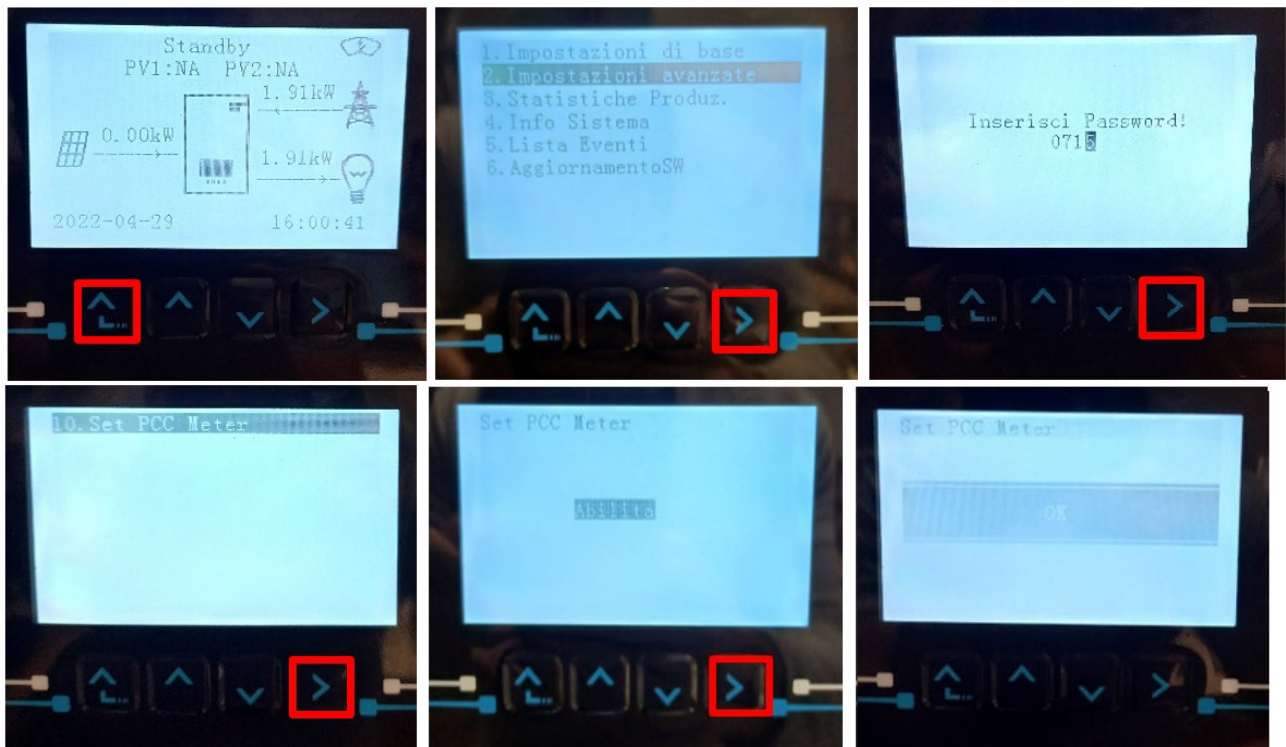 Standby
PV1:NA PV2:NA
1.91kW
0.00kW
1.91kW
2022-04-29 16:00:41
1.Impostazioni di base
2.Impostazioni avanzate
3.Statistiche Produz.
4.Info Sistema
5.Lista Eventi
6.AggiornamentoSW
Inserisci Password!
0715
10.Set PCC Meter
Set PCC Meter
Abilita
Set PCC Meter
OK